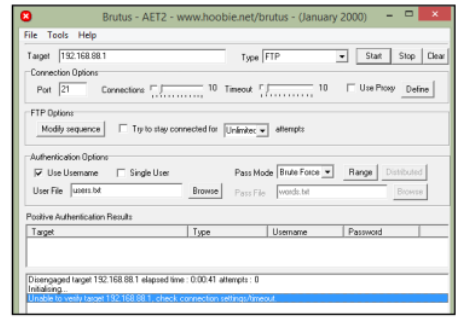 Brutus - AET2 - www.hoobie.net/brutus - (January 2000)
File Tools Help
Target 192.168.88.1 Type FTP Start Stop Clear
Connection Options
Port 21 Connections 10 Timeout 10 Use Proxy Define
FTP Options
Modify sequence Try to stay connected for Unlimitec attempts
Authentication Options
Use Username Single User Pass Mode Brute Force Range Distributed
User File users.txt Browse Pass File words.txt Browse
Positive Authentication Results
Target Type Username Password
Disengaged target 192.168.88.1 elapsed time : 0:00:41 attempts : 0
Initialising...
Unable to verify target 192.168.88.1, check connection settings/timeout.